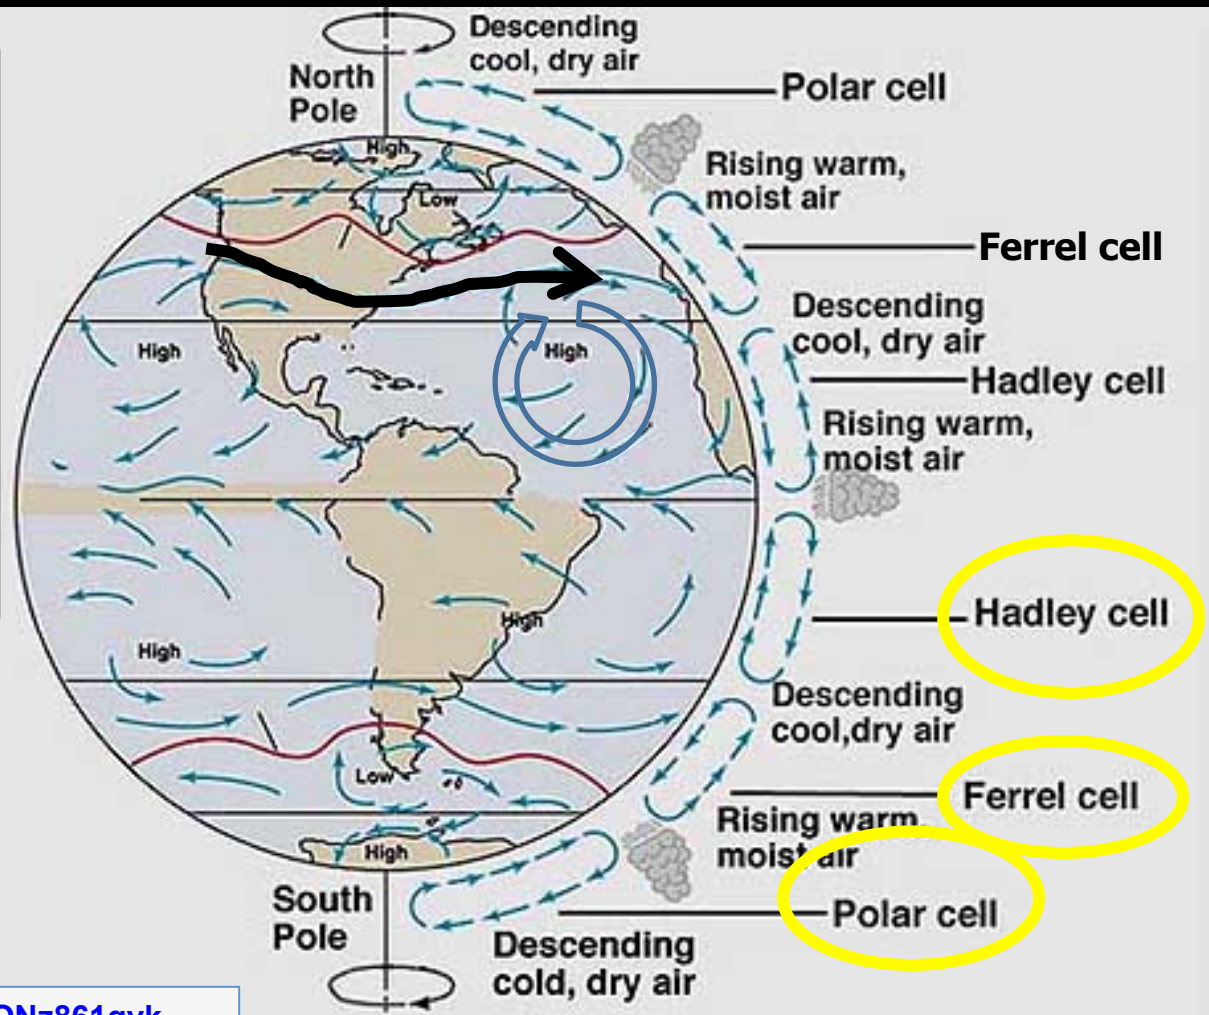 Descending
cool, dry air
North
Pole
Polar cell
High
Rising warm,
moist air
Low
Ferrel cell
Descending
cool, dry air
High
High
Hadley cell
Rising warm,
moist air
Hadley cell
High
High
Descending
cool,dry air
Low
Ferrel cell
Rising warm,
moist air
High
South
Pole
Polar cell
Descending
cold, dry air